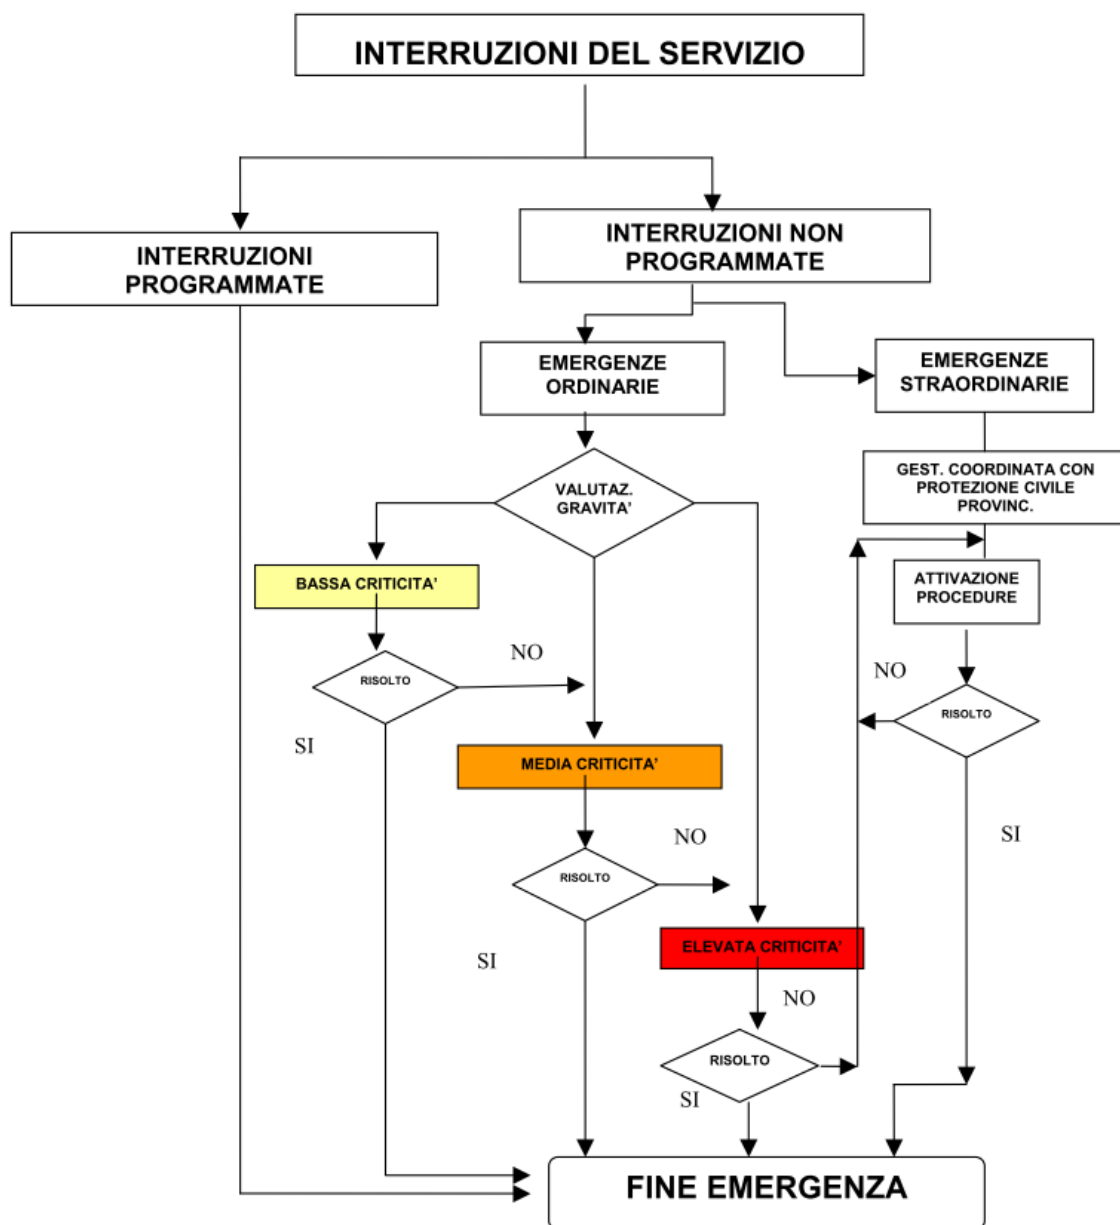 INTERRUZIONI DEL SERVIZIO
INTERRUZIONI
PROGRAMMATE
INTERRUZIONI NON
PROGRAMMATE
EMERGENZE
ORDINARIE
EMERGENZE
STRAORDINARIE
VALUTAZ.
GRAVITA'
GEST. COORDINATA CON
PROTEZIONE CIVILE
PROVINC.
BASSA CRITICITA'
ATTIVAZIONE
PROCEDURE
RISOLTO
NO
NO
RISOLTO
SI
MEDIA CRITICITA'
SI
NO
RISOLTO
SI
ELEVATA CRITICITA'
NO
RISOLTO
SI
FINE EMERGENZA